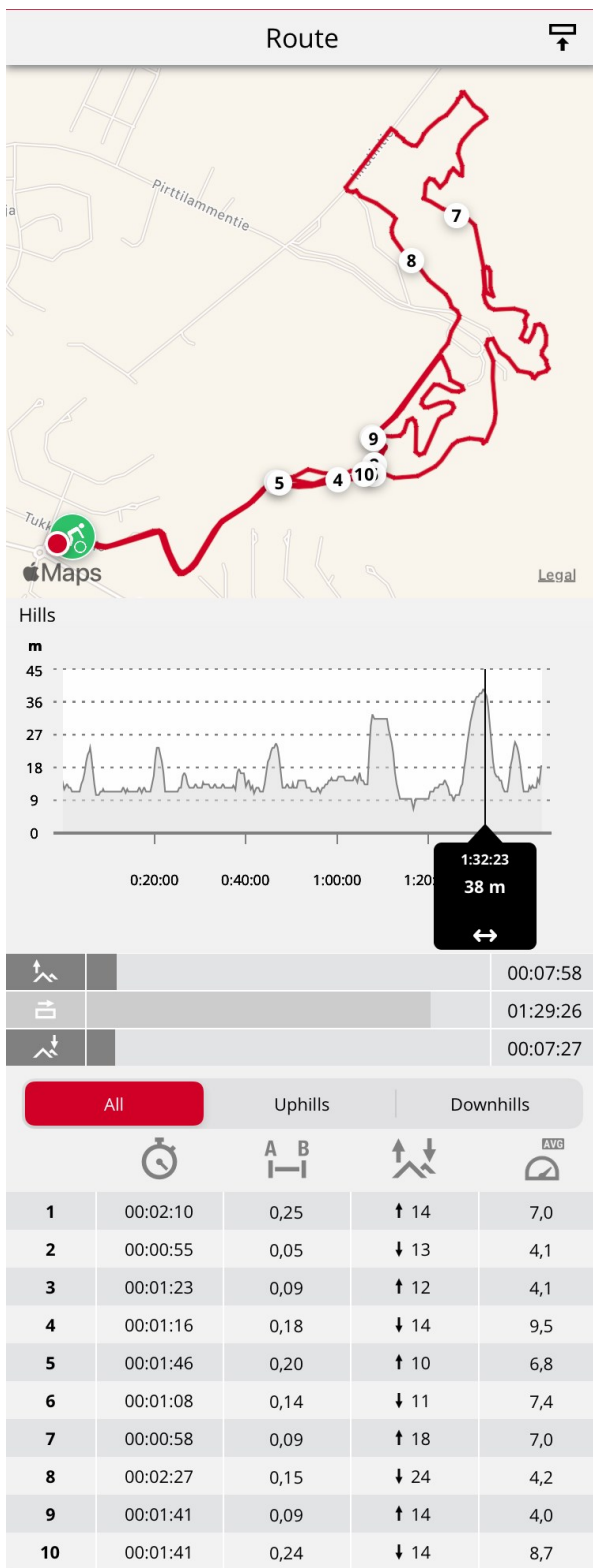 Route
ja
Pirttilammentie
7
8
9
5
4
10
Maps
Legal
Hills
m
45
36
27
18
9
0
0:20:00 0:40:00 1:00:00 1:20:
1:32:23
38 m
00:07:58
01:29:26
00:07:27
All Uphills Downhills
A B
AVG
1 00:02:10 0,25 ↑ 14 7,0
2 00:00:55 0,05 ↓ 13 4,1
3 00:01:23 0,09 ↑ 12 4,1
4 00:01:16 0,18 ↓ 14 9,5
5 00:01:46 0,20 ↑ 10 6,8
6 00:01:08 0,14 ↓ 11 7,4
7 00:00:58 0,09 ↑ 18 7,0
8 00:02:27 0,15 ↓ 24 4,2
9 00:01:41 0,09 ↑ 14 4,0
10 00:01:41 0,24 ↓ 14 8,7